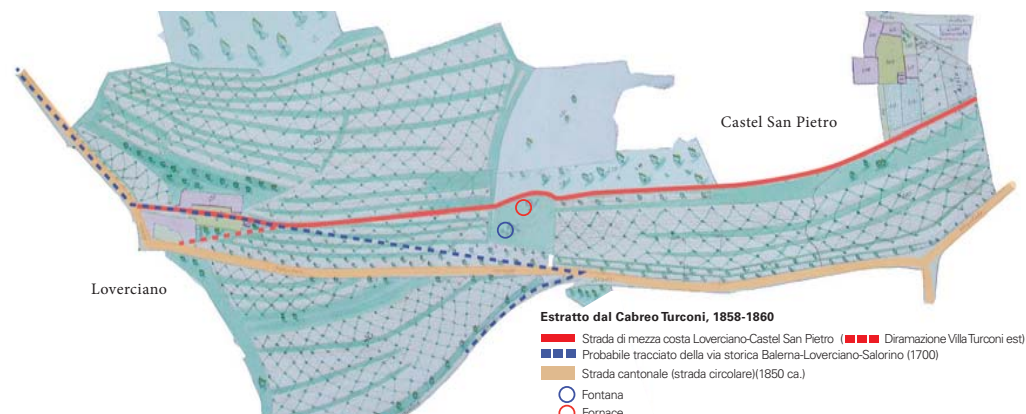 Castel San Pietro
Loverciano
Estratto dal Cabreo Turconi, 1858-1860
Strada di mezza costa Loverciano-Castel San Pietro ( Diramazione Villa Turconi est)
Probabile tracciato della via storica Balerna-Loverciano-Salorino (1700)
Strada cantonale (strada circolare)(1850 ca.)
Fontana
Fornace